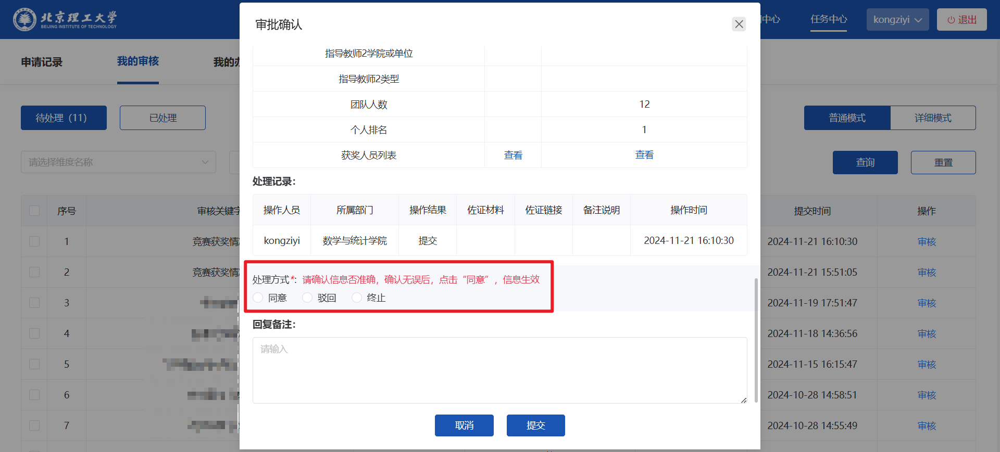 北京理工大学
BEIJING INSTITUTE OF TECHNOLOGY
中心
任务中心
kongziyi
退出
申请记录
我的审核
我的办
待处理（11）
已处理
普通模式
详细模式
请选择维度名称
查询
重置
序号
审核关键字
提交时间
操作
1
竞赛获奖情况
2024-11-21 16:10:30
审核
2
竞赛获奖情况
2024-11-21 15:51:05
审核
3
2024-11-19 17:51:47
审核
4
2024-11-18 14:36:56
审核
5
2024-11-15 16:15:47
审核
6
2024-10-28 14:58:51
审核
7
2024-10-28 14:55:49
审核
审批确认
指导教师2学院或单位
指导教师2类型
团队人数
12
个人排名
1
获奖人员列表
查看
查看
处理记录：
操作人员
所属部门
操作结果
佐证材料
佐证链接
备注说明
操作时间
kongziyi
数学与统计学院
提交
2024-11-21 16:10:30
处理方式*：请确认信息否准确，确认无误后，点击“同意”，信息生效
同意
驳回
终止
回复备注：
请输入
取消
提交